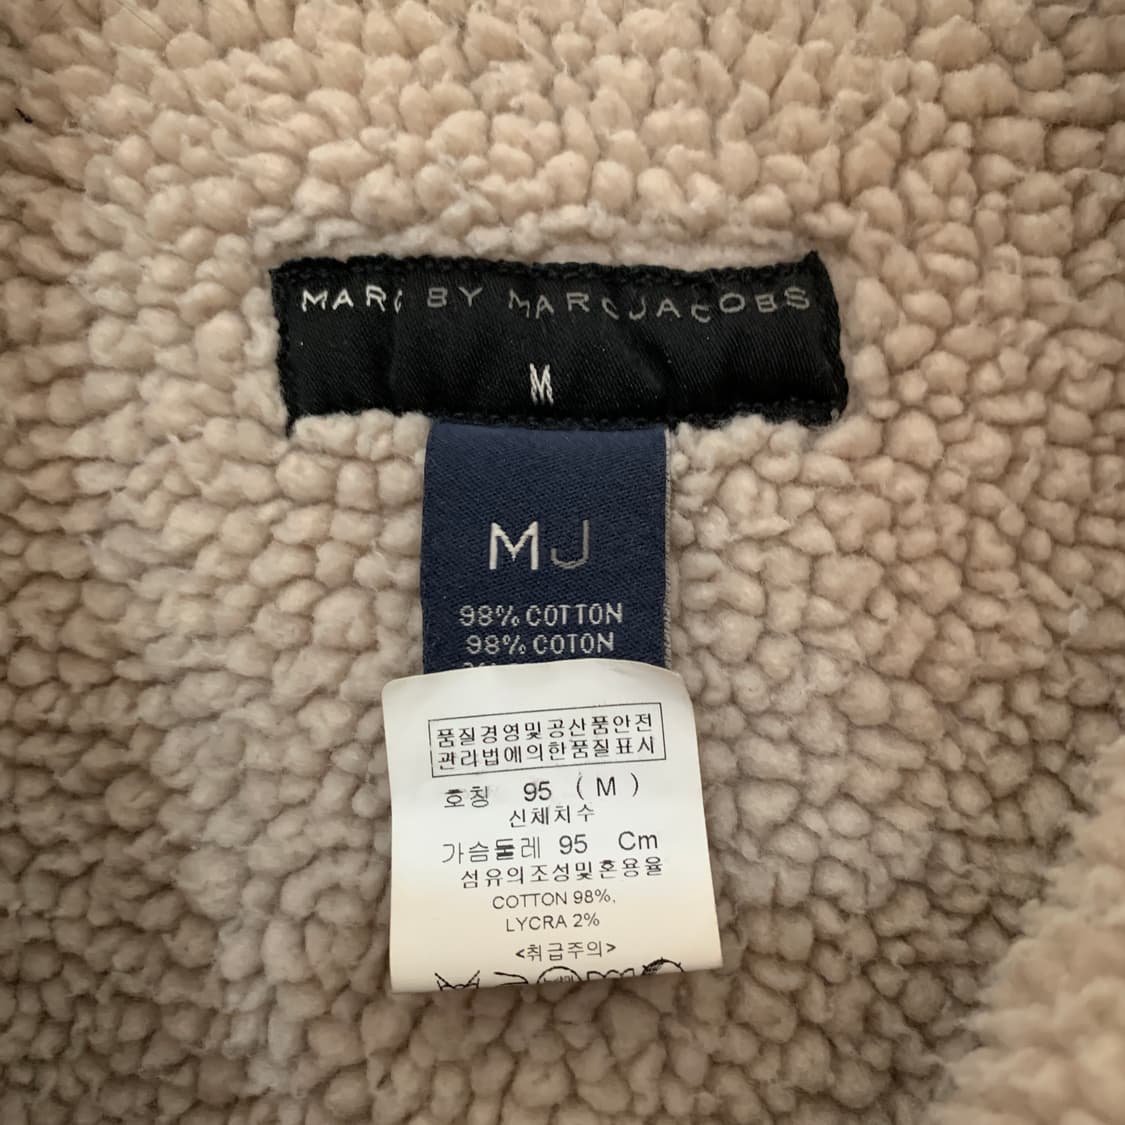 MARC BY MARC JACOBS
M
MJ
98% COTTON
98% COTON
품질경영및공산품안전
관라법에의한품질표시
호칭 95 ( M )
신체치수
가슴둘레 95 Cm
섬유의조성및혼용율
COTTON 98%,
LYCRA 2%
<취급주의>